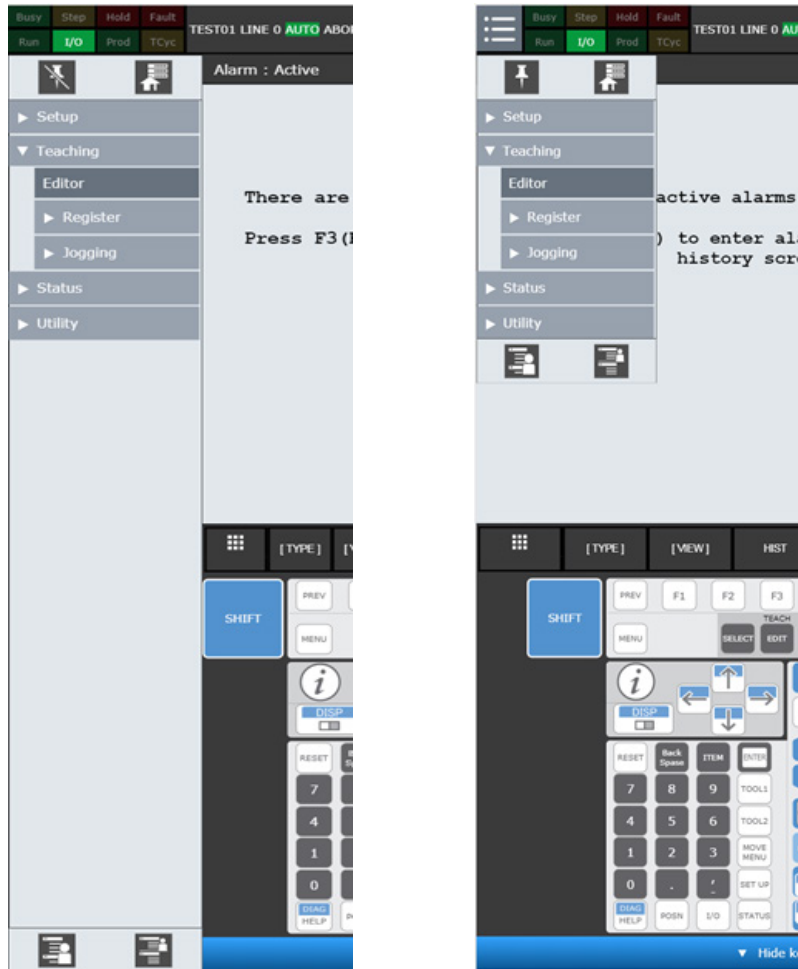 Busy Step Hold Fault
Run I/O Prod TCyc
TEST01 LINE 0 AUTO
Alarm : Active
▶ Setup
▼ Teaching
Editor
▶ Register
▶ Jogging
▶ Status
▶ Utility
There are
Press F3
[TYPE]
SHIFT
PREV
MENU
i
DISP
RESET
7
4
1
0
DIAG
HELP
Busy Step Hold Fault
Run I/O Prod TCyc
TEST01 LINE 0
▶ Setup
▼ Teaching
Editor
▶ Register
▶ Jogging
▶ Status
▶ Utility
active alarms
) to enter
history
[TYPE] [VIEW] HIST
SHIFT
PREV F1 F2 F3
TEACH
MENU SELECT EDIT
i
DISP
RESET Back Spase ITEM ENTER
7 8 9 TOOL1
4 5 6 TOOL2
1 2 3 MOVE MENU
0 . , SET UP
DIAG
HELP POSN I/O STATUS
▼ Hide